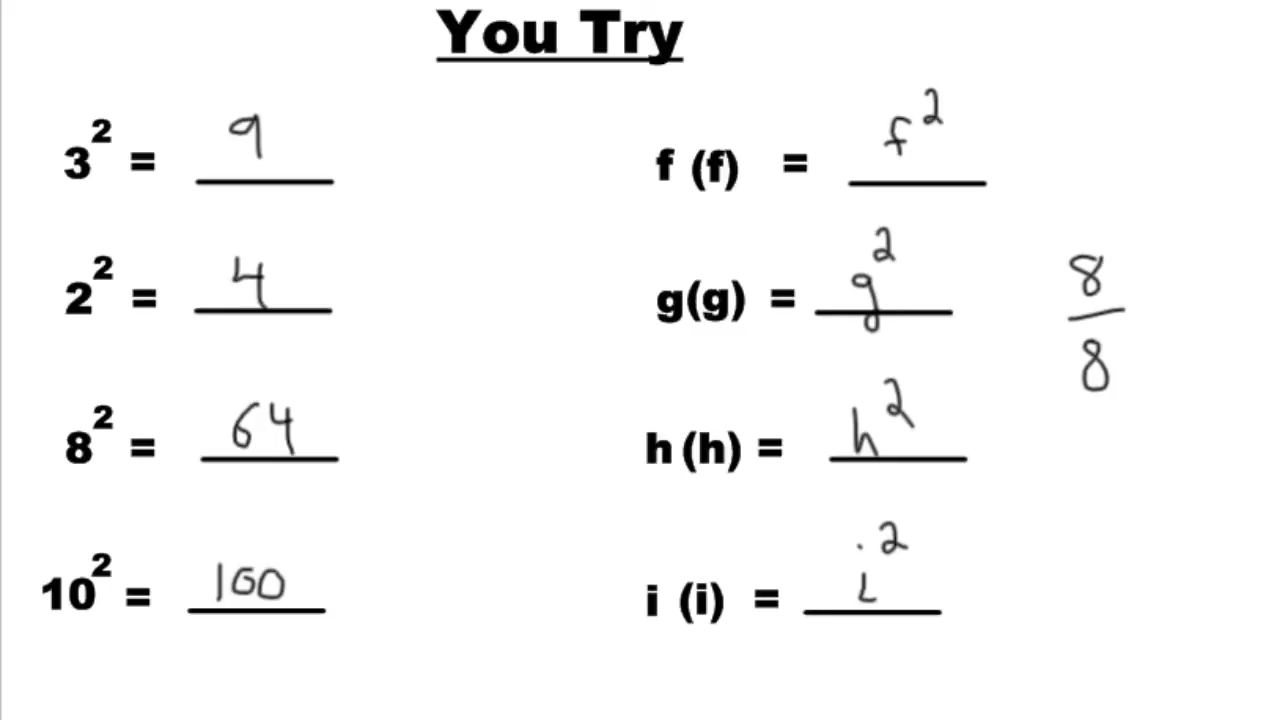 You Try
3² = 9
f (f) = f²
2² = 4
g(g) = g²
8
8
8² = 64
h (h) = h²
10² = 100
i (i) = i²